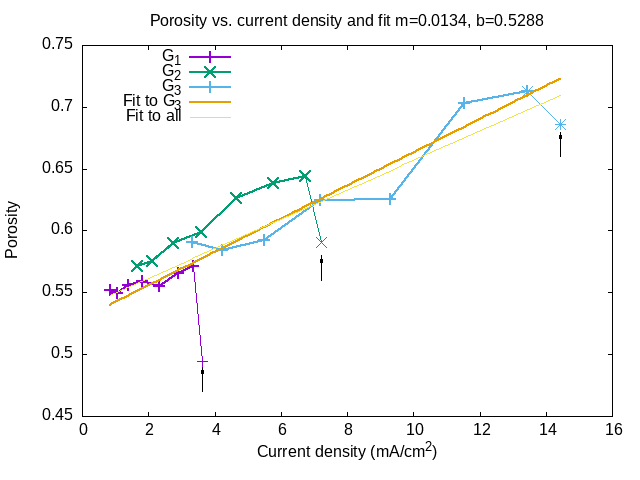 Porosity vs. current density and fit m=0.0134, b=0.5288
0.75
0.7
0.65
0.6
0.55
0.5
0.45
Porosity
G1
G2
G3
Fit to G3
Fit to all
0 2 4 6 8 10 12 14 16
Current density (mA/cm²)